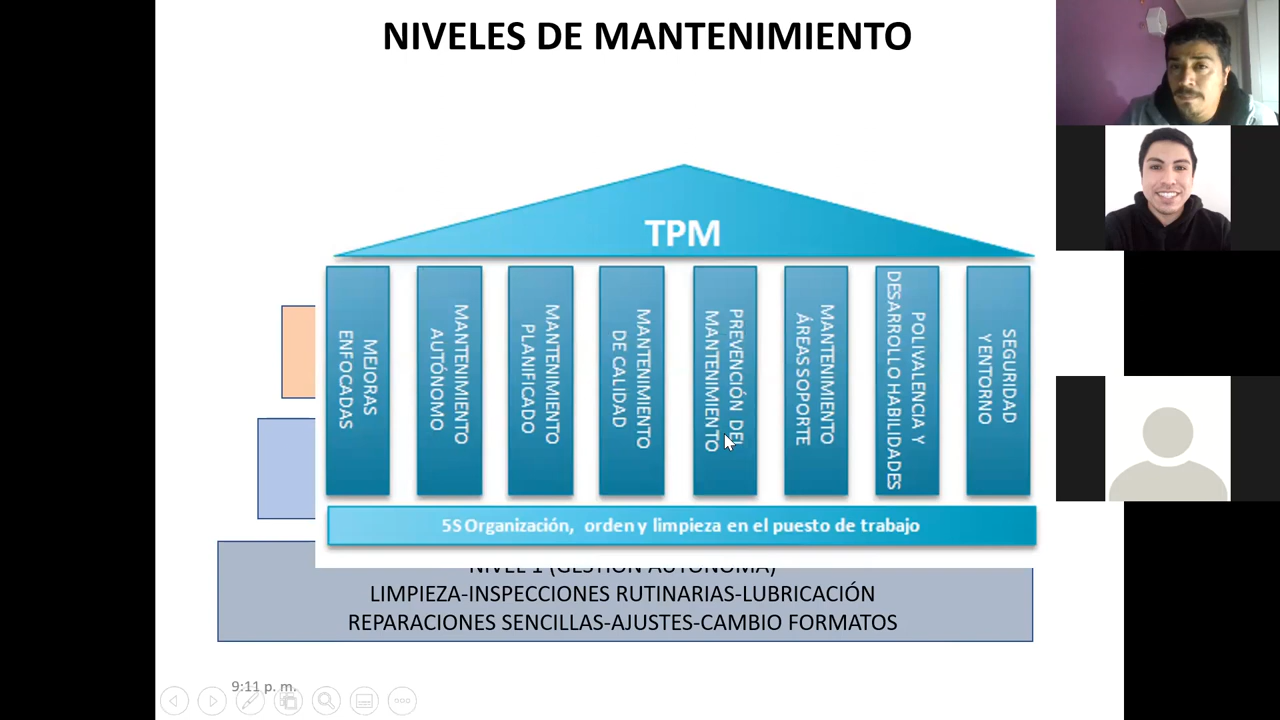 NIVELES DE MANTENIMIENTO
TPM
MEJORAS
ENFOCADAS
MANTENIMIENTO
AUTÓNOMO
MANTENIMIENTO
PLANIFICADO
MANTENIMIENTO
DE CALIDAD
PREVENCIÓN DEL
MANTENIMIENTO
MANTENIMIENTO
ÁREAS SOPORTE
POLIVALENCIA Y
DESARROLLO HABILIDADES
SEGURIDAD
Y ENTORNO
5S Organización, orden y limpieza en el puesto de trabajo
NIVEL 1 (GESTIÓN AUTÓNOMA)
LIMPIEZA-INSPECCIONES RUTINARIAS-LUBRICACIÓN
REPARACIONES SENCILLAS-AJUSTES-CAMBIO FORMATOS
9:11 p. m.